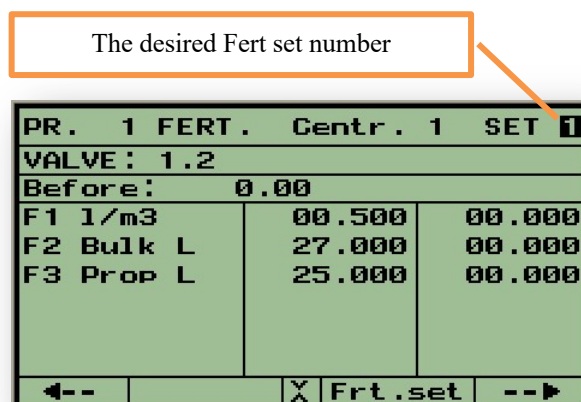 The desired Fert set number
PR. 1 FERT. Centr. 1 SET 1
VALVE: 1.2
Before: 0.00
F1 l/m3 00.500 00.000
F2 Bulk L 27.000 00.000
F3 Prop L 25.000 00.000
◄-- X Frt.set --►